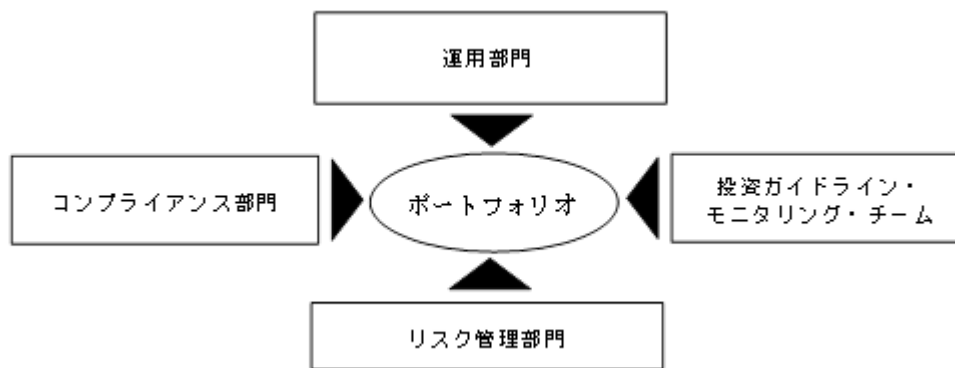 運用部門
コンプライアンス部門
ポートフォリオ
投資ガイドライン・
モニタリング・チーム
リスク管理部門